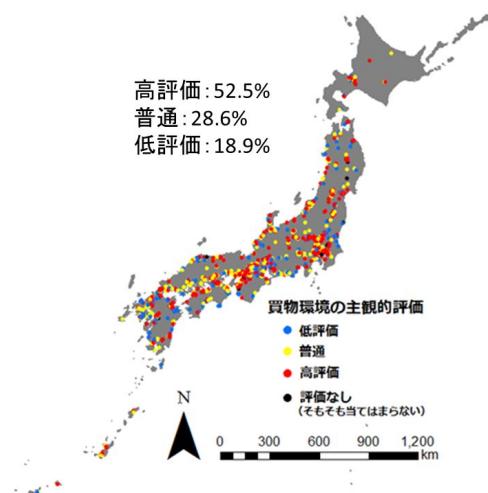 高評価：52.5%
普通：28.6%
低評価：18.9%
買物環境の主観的評価
低評価
普通
高評価
評価なし
（そもそも当てはまらない）
N
0 300 600 900 1,200
km